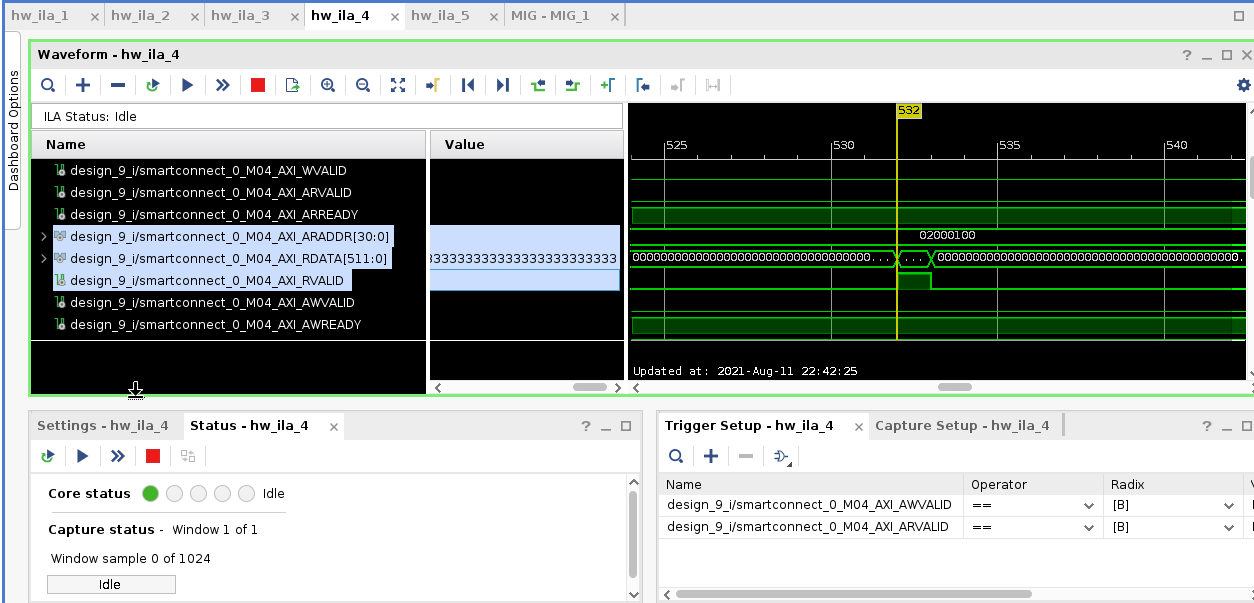 hw_ila_1 hw_ila_2 hw_ila_3 hw_ila_4 hw_ila_5 MIG - MIG_1
Dashboard Options
Waveform - hw_ila_4
ILA Status: Idle
Name Value
532
525 530 535 540
design_9_i/smartconnect_0_M04_AXI_WVALID
design_9_i/smartconnect_0_M04_AXI_ARVALID
design_9_i/smartconnect_0_M04_AXI_ARREADY
design_9_i/smartconnect_0_M04_AXI_ARADDR[30:0] 02000100
design_9_i/smartconnect_0_M04_AXI_RDATA[511:0]
design_9_i/smartconnect_0_M04_AXI_RVALID
design_9_i/smartconnect_0_M04_AXI_AWVALID
design_9_i/smartconnect_0_M04_AXI_AWREADY
Updated at: 2021-Aug-11 22:42:25
Settings - hw_ila_4 Status - hw_ila_4
Core status Idle
Capture status - Window 1 of 1
Window sample 0 of 1024
Idle
Trigger Setup - hw_ila_4 Capture Setup - hw_ila_4
Name Operator Radix
design_9_i/smartconnect_0_M04_AXI_AWVALID == [B]
design_9_i/smartconnect_0_M04_AXI_ARVALID == [B]